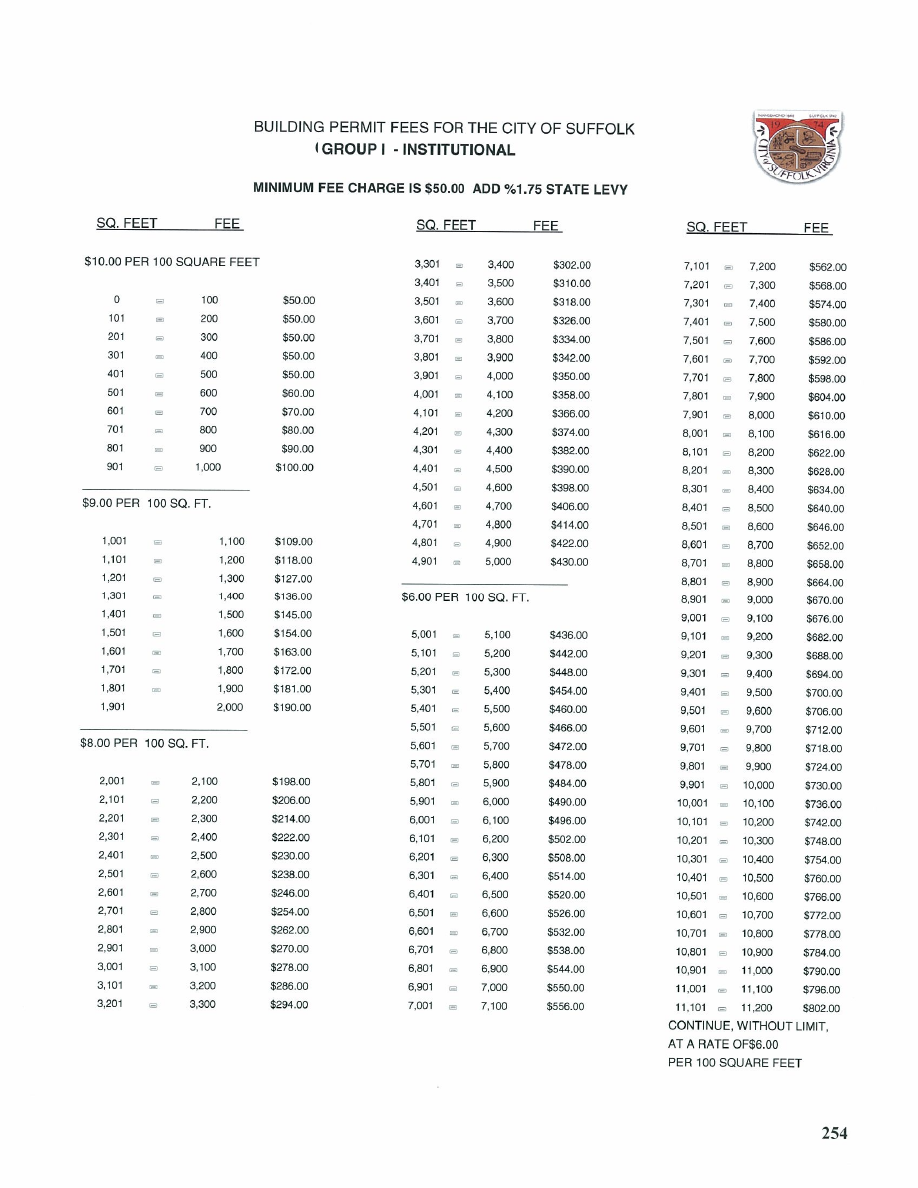 BUILDING PERMIT FEES FOR THE CITY OF SUFFOLK
( GROUP I - INSTITUTIONAL
MINIMUM FEE CHARGE IS $50.00 ADD %1.75 STATE LEVY
19 74
CITY OF SUFFOLK, VIRGINIA
SQ. FEET FEE
$10.00 PER 100 SQUARE FEET
0 = 100 $50.00
101 = 200 $50.00
201 = 300 $50.00
301 = 400 $50.00
401 = 500 $50.00
501 = 600 $60.00
601 = 700 $70.00
701 = 800 $80.00
801 = 900 $90.00
901 = 1,000 $100.00
$9.00 PER 100 SQ. FT.
1,001 = 1,100 $109.00
1,101 = 1,200 $118.00
1,201 = 1,300 $127.00
1,301 = 1,400 $136.00
1,401 = 1,500 $145.00
1,501 = 1,600 $154.00
1,601 = 1,700 $163.00
1,701 = 1,800 $172.00
1,801 = 1,900 $181.00
1,901 2,000 $190.00
$8.00 PER 100 SQ. FT.
2,001 = 2,100 $198.00
2,101 = 2,200 $206.00
2,201 = 2,300 $214.00
2,301 = 2,400 $222.00
2,401 = 2,500 $230.00
2,501 = 2,600 $238.00
2,601 = 2,700 $246.00
2,701 = 2,800 $254.00
2,801 = 2,900 $262.00
2,901 = 3,000 $270.00
3,001 = 3,100 $278.00
3,101 = 3,200 $286.00
3,201 = 3,300 $294.00
SQ. FEET FEE
3,301 = 3,400 $302.00
3,401 = 3,500 $310.00
3,501 = 3,600 $318.00
3,601 = 3,700 $326.00
3,701 = 3,800 $334.00
3,801 = 3,900 $342.00
3,901 = 4,000 $350.00
4,001 = 4,100 $358.00
4,101 = 4,200 $366.00
4,201 = 4,300 $374.00
4,301 = 4,400 $382.00
4,401 = 4,500 $390.00
4,501 = 4,600 $398.00
4,601 = 4,700 $406.00
4,701 = 4,800 $414.00
4,801 = 4,900 $422.00
4,901 = 5,000 $430.00
$6.00 PER 100 SQ. FT.
5,001 = 5,100 $436.00
5,101 = 5,200 $442.00
5,201 = 5,300 $448.00
5,301 = 5,400 $454.00
5,401 = 5,500 $460.00
5,501 = 5,600 $466.00
5,601 = 5,700 $472.00
5,701 = 5,800 $478.00
5,801 = 5,900 $484.00
5,901 = 6,000 $490.00
6,001 = 6,100 $496.00
6,101 = 6,200 $502.00
6,201 = 6,300 $508.00
6,301 = 6,400 $514.00
6,401 = 6,500 $520.00
6,501 = 6,600 $526.00
6,601 = 6,700 $532.00
6,701 = 6,800 $538.00
6,801 = 6,900 $544.00
6,901 = 7,000 $550.00
7,001 = 7,100 $556.00
SQ. FEET FEE
7,101 = 7,200 $562.00
7,201 = 7,300 $568.00
7,301 = 7,400 $574.00
7,401 = 7,500 $580.00
7,501 = 7,600 $586.00
7,601 = 7,700 $592.00
7,701 = 7,800 $598.00
7,801 = 7,900 $604.00
7,901 = 8,000 $610.00
8,001 = 8,100 $616.00
8,101 = 8,200 $622.00
8,201 = 8,300 $628.00
8,301 = 8,400 $634.00
8,401 = 8,500 $640.00
8,501 = 8,600 $646.00
8,601 = 8,700 $652.00
8,701 = 8,800 $658.00
8,801 = 8,900 $664.00
8,901 = 9,000 $670.00
9,001 = 9,100 $676.00
9,101 = 9,200 $682.00
9,201 = 9,300 $688.00
9,301 = 9,400 $694.00
9,401 = 9,500 $700.00
9,501 = 9,600 $706.00
9,601 = 9,700 $712.00
9,701 = 9,800 $718.00
9,801 = 9,900 $724.00
9,901 = 10,000 $730.00
10,001 = 10,100 $736.00
10,101 = 10,200 $742.00
10,201 = 10,300 $748.00
10,301 = 10,400 $754.00
10,401 = 10,500 $760.00
10,501 = 10,600 $766.00
10,601 = 10,700 $772.00
10,701 = 10,800 $778.00
10,801 = 10,900 $784.00
10,901 = 11,000 $790.00
11,001 = 11,100 $796.00
11,101 = 11,200 $802.00
CONTINUE, WITHOUT LIMIT,
AT A RATE OF$6.00
PER 100 SQUARE FEET
254